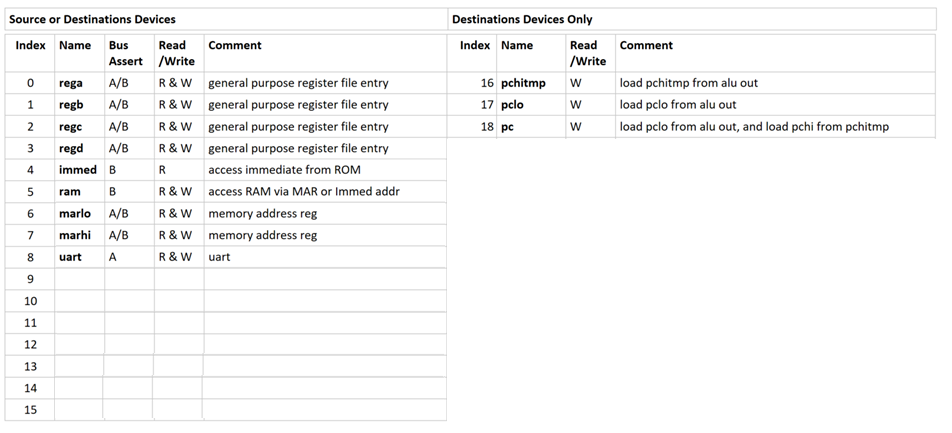 Source or Destinations Devices Destinations Devices Only
Index Name Bus Assert Read /Write Comment Index Name Read /Write Comment
0 rega A/B R & W general purpose register file entry 16 pchitmp W load pchitmp from alu out
1 regb A/B R & W general purpose register file entry 17 pclo W load pclo from alu out
2 regc A/B R & W general purpose register file entry 18 pc W load pclo from alu out, and load pchi from pchitmp
3 regd A/B R & W general purpose register file entry
4 immed B R access immediate from ROM
5 ram B R & W access RAM via MAR or Immed addr
6 marlo A/B R & W memory address reg
7 marhi A/B R & W memory address reg
8 uart A R & W uart
9
10
11
12
13
14
15